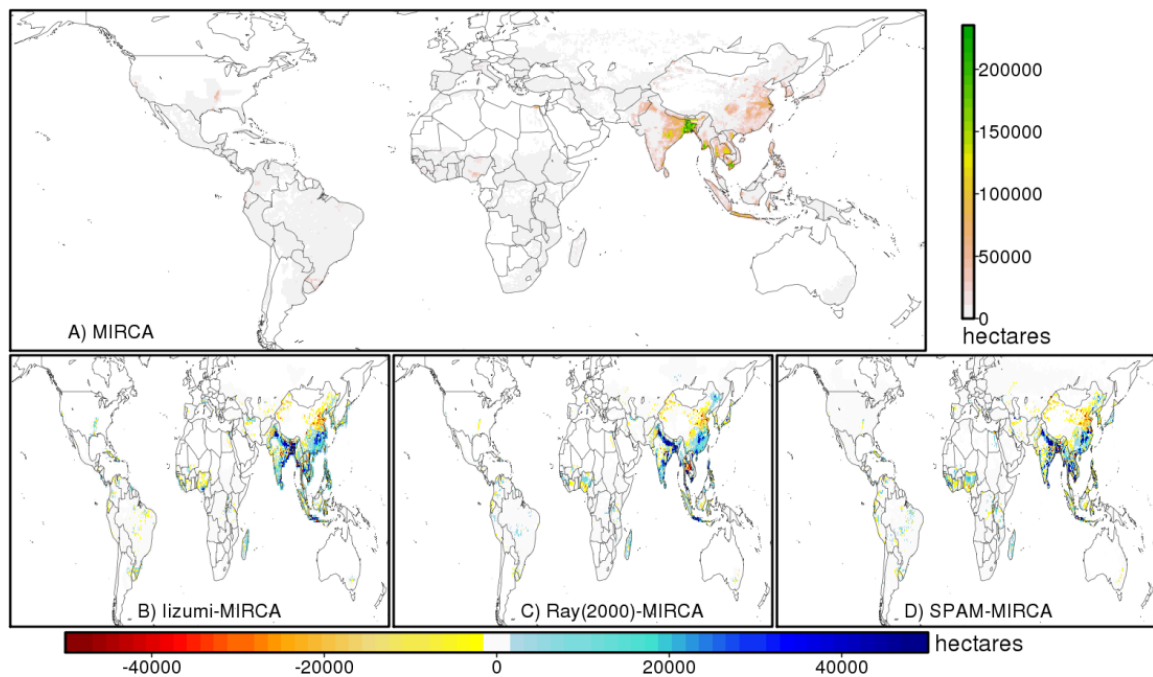 200000
150000
100000
50000
0
hectares
A) MIRCA
B) Iizumi-MIRCA
C) Ray(2000)-MIRCA
D) SPAM-MIRCA
hectares
-40000 -20000 0 20000 40000